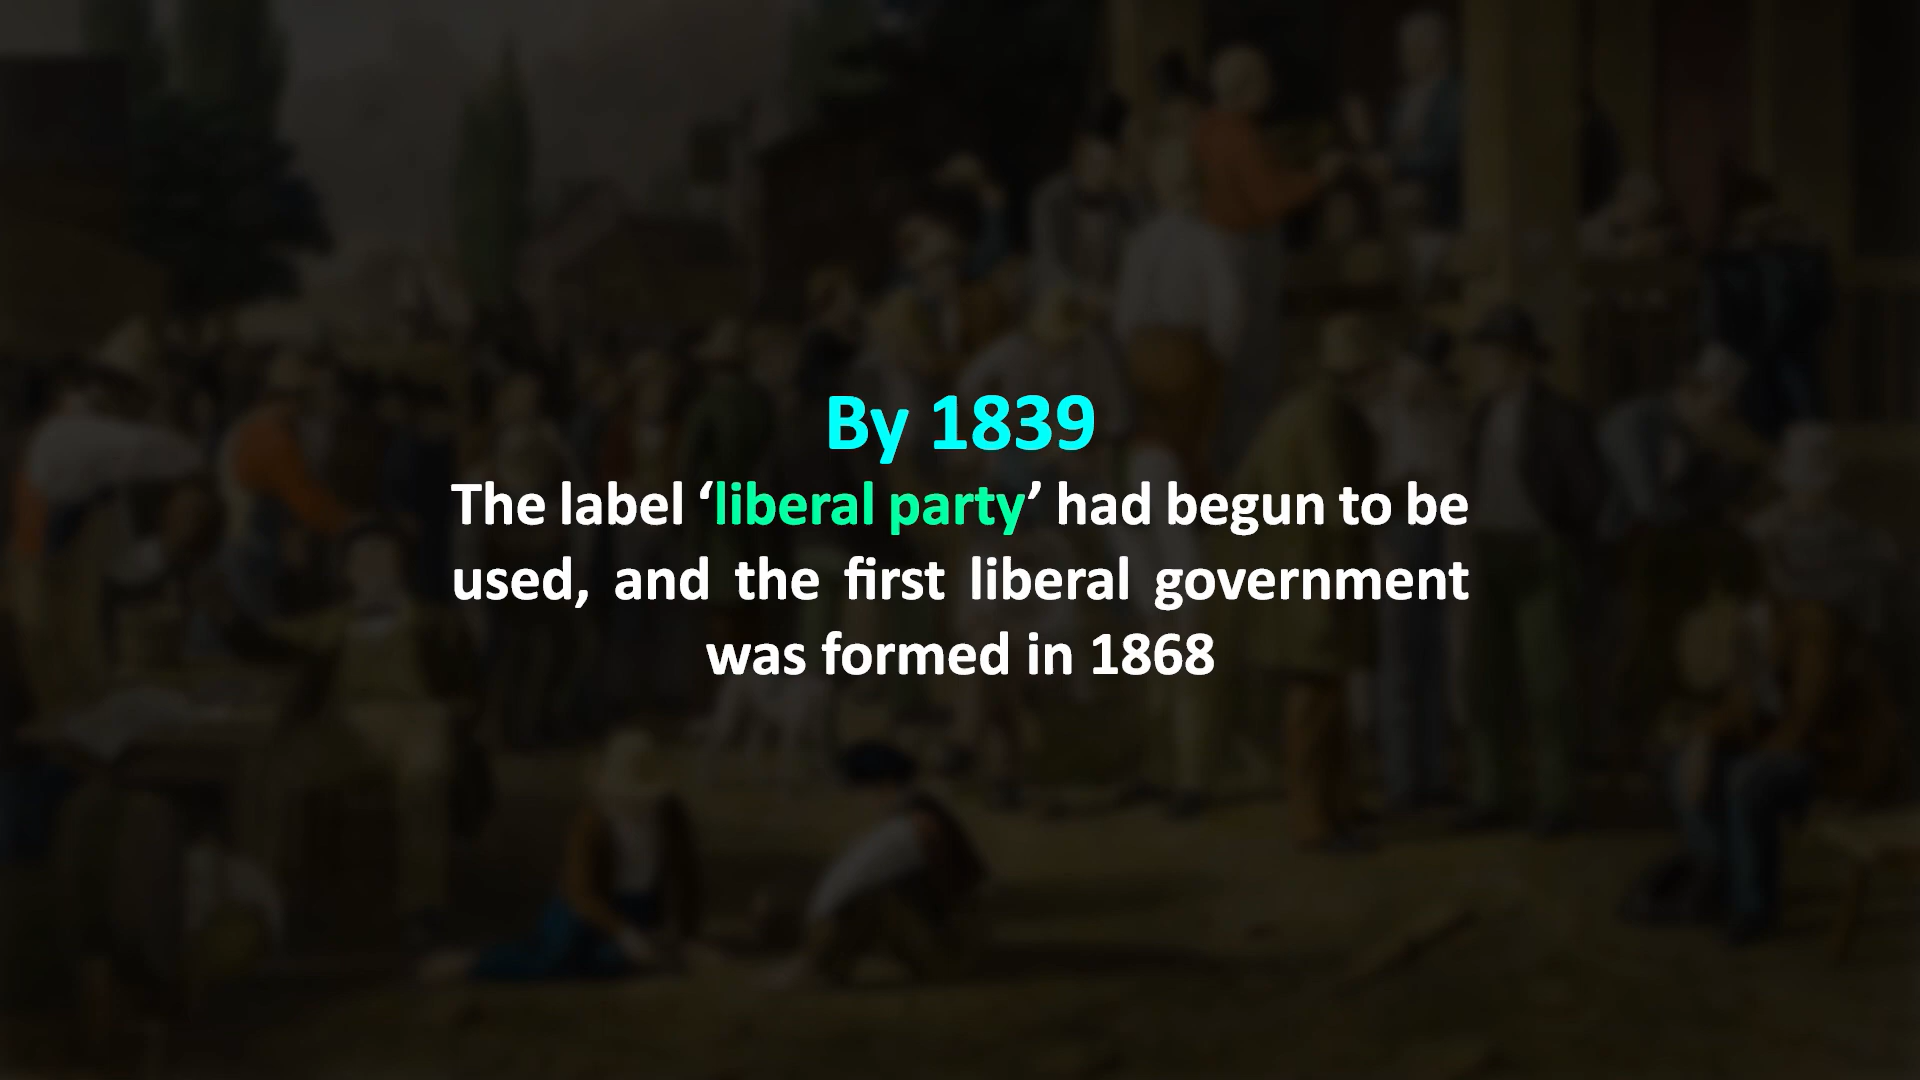 By 1839
The label ‘liberal party’ had begun to be
used, and the first liberal government
was formed in 1868